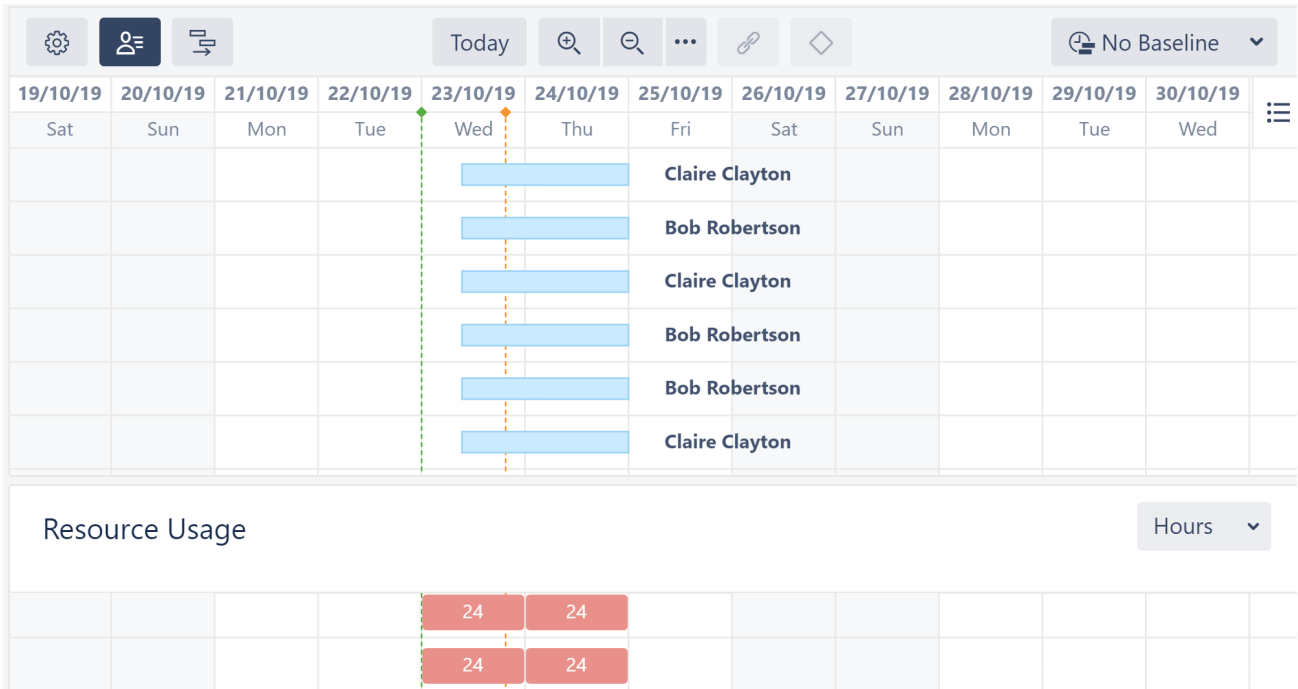 Today
No Baseline
19/10/19 20/10/19 21/10/19 22/10/19 23/10/19 24/10/19 25/10/19 26/10/19 27/10/19 28/10/19 29/10/19 30/10/19
Sat Sun Mon Tue Wed Thu Fri Sat Sun Mon Tue Wed
Claire Clayton
Bob Robertson
Claire Clayton
Bob Robertson
Bob Robertson
Claire Clayton
Resource Usage
Hours
24 24
24 24